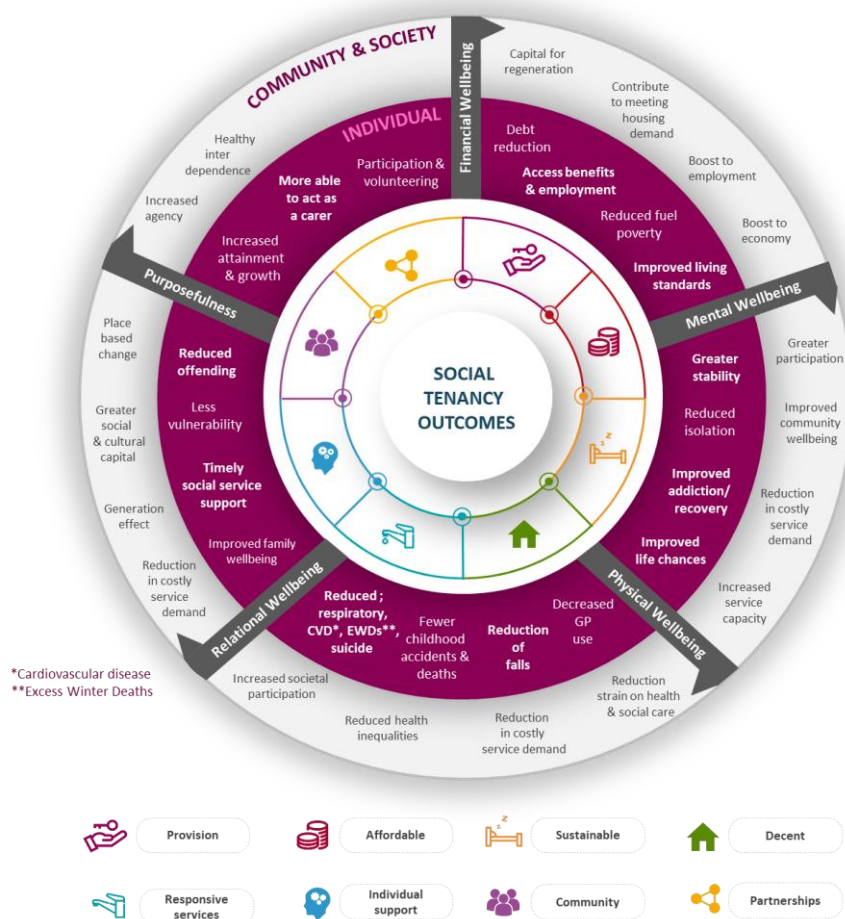 COMMUNITY & SOCIETY
INDIVIDUAL
Financial Wellbeing
Capital for
regeneration
Contribute
to meeting
housing
demand
Boost to
employment
Boost to
economy
Debt
reduction
Access benefits
& employment
Reduced fuel
poverty
Improved living
standards
Mental Wellbeing
Greater
participation
Improved
community
wellbeing
Reduction
in costly
service
demand
Increased
service
capacity
Greater
stability
Reduced
isolation
Improved
addiction/
recovery
Improved
life chances
Physical Wellbeing
Reduction
strain on health
& social care
Reduction
in costly
service demand
Reduced health
inequalities
Increased societal
participation
Decreased
GP
use
Reduction
of
falls
Fewer
childhood
accidents &
deaths
Reduced ;
respiratory,
CVD*, EWDs**,
suicide
Relational Wellbeing
Reduction
in costly
service
demand
Generation
effect
Greater
social
& cultural
capital
Place
based
change
Improved family
wellbeing
Timely
social service
support
Less
vulnerability
Reduced
offending
Purposefulness
Increased
agency
Healthy
inter
dependence
Increased
attainment
& growth
More able
to act as
a carer
Participation &
volunteering
z
z
SOCIAL
TENANCY
OUTCOMES
*Cardiovascular disease
**Excess Winter Deaths
Provision
Affordable
z
z
Sustainable
Decent
Responsive
services
Individual
support
Community
Partnerships